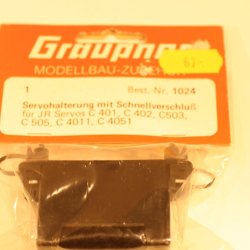 Graupner
MODELLBAU-ZUBEHÖR
1 Best. Nr. 1024
Servohalterung mit Schnellverschluß
für JR Servos C 401, C 402, C503,
C 505, C 4011, C 4051